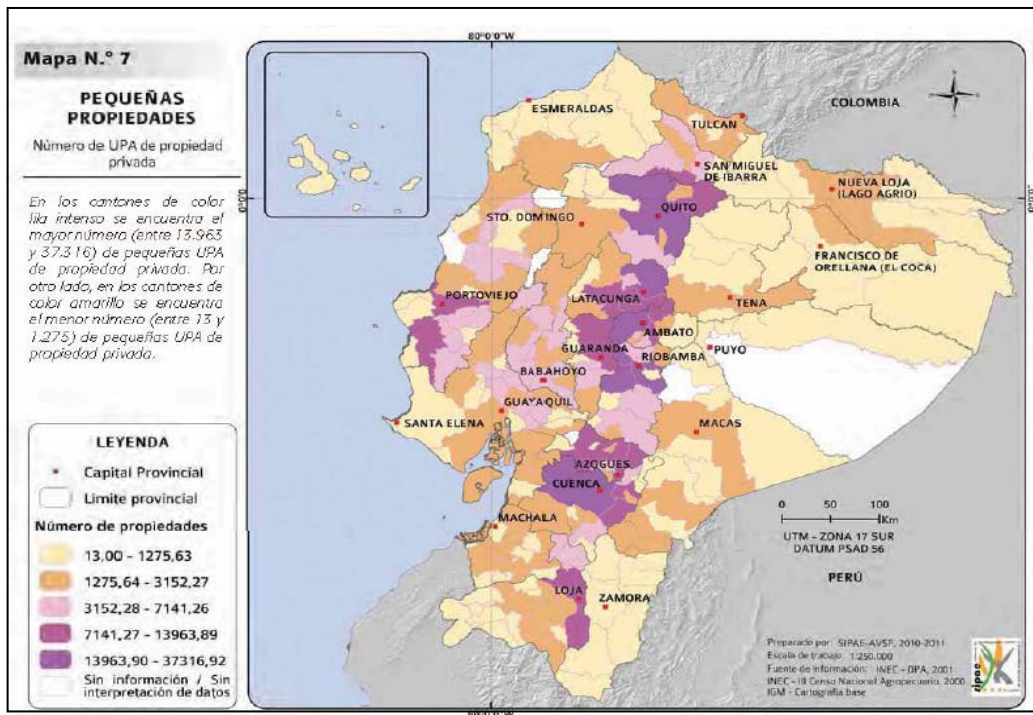 80°0'0"W
Mapa N.° 7
PEQUEÑAS
PROPIEDADES
Número de UPA de propiedad
privada
En los cantones de color
lila intenso se encuentra el
mayor número (entre 13.963
y 37.316) de pequeñas UPA
de propiedad privada. Por
otro lado, en los cantones de
color amarillo se encuentra
el menor número (entre 13 y
1.275) de pequeñas UPA de
propiedad privada.
LEYENDA
Capital Provincial
Limite provincial
Número de propiedades
13,00 - 1275,63
1275,64 - 3152,27
3152,28 - 7141,26
7141,27 - 13963,89
13963,90 - 37316,92
Sin información / Sin
interpretación de datos
ESMERALDAS
COLOMBIA
TULCAN
SAN MIGUEL
DE IBARRA
NUEVA LOJA
(LAGO AGRIO)
QUITO
STO. DOMINGO
FRANCISCO DE
ORELLANA (EL COCA)
LATACUNGA
TENA
PORTOVIEJO
AMBATO
GUARANDA
PUYO
RIOBAMBA
BABAHOYO
GUAYAQUIL
SANTA ELENA
MACAS
AZOGUES
CUENCA
MACHALA
0 50 100
Km
UTM - ZONA 17 SUR
DATUM PSAD 56
PERÚ
LOJA
ZAMORA
Preparado por: SIPAE-AVSF, 2010-2011
Escala de trabajo: 1:250.000
Fuente de Información: INEC - DPA, 2001
INEC - III Censo Nacional Agropecuario, 2000
IGM - Cartografía base
sipae